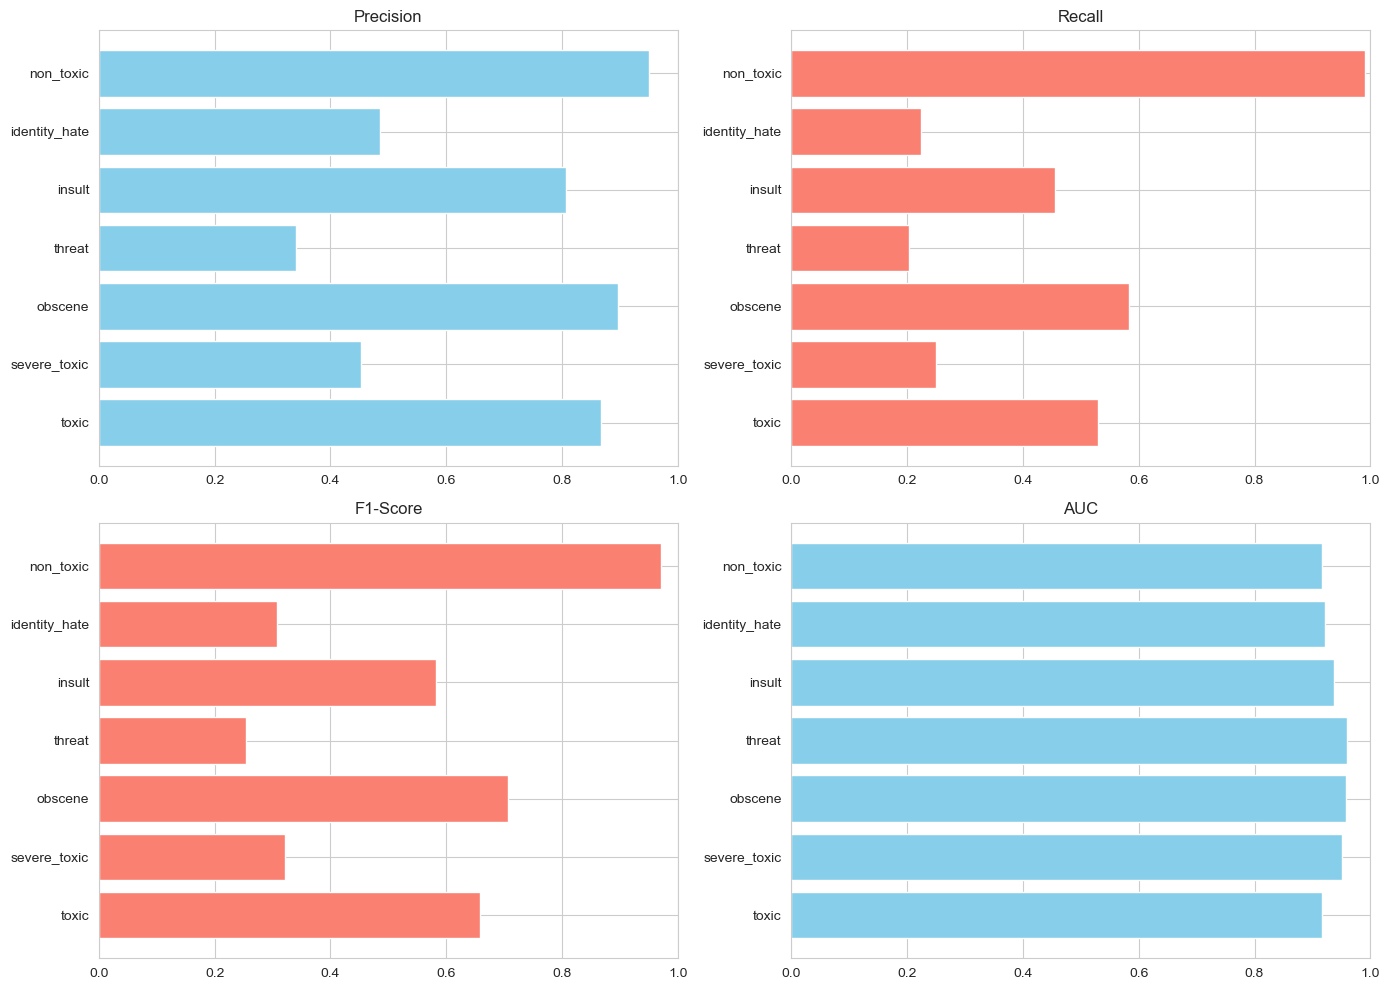 Precision
non_toxic
identity_hate
insult
threat
obscene
severe_toxic
toxic
0.0 0.2 0.4 0.6 0.8 1.0
Recall
non_toxic
identity_hate
insult
threat
obscene
severe_toxic
toxic
0.0 0.2 0.4 0.6 0.8 1.0
F1-Score
non_toxic
identity_hate
insult
threat
obscene
severe_toxic
toxic
0.0 0.2 0.4 0.6 0.8 1.0
AUC
non_toxic
identity_hate
insult
threat
obscene
severe_toxic
toxic
0.0 0.2 0.4 0.6 0.8 1.0